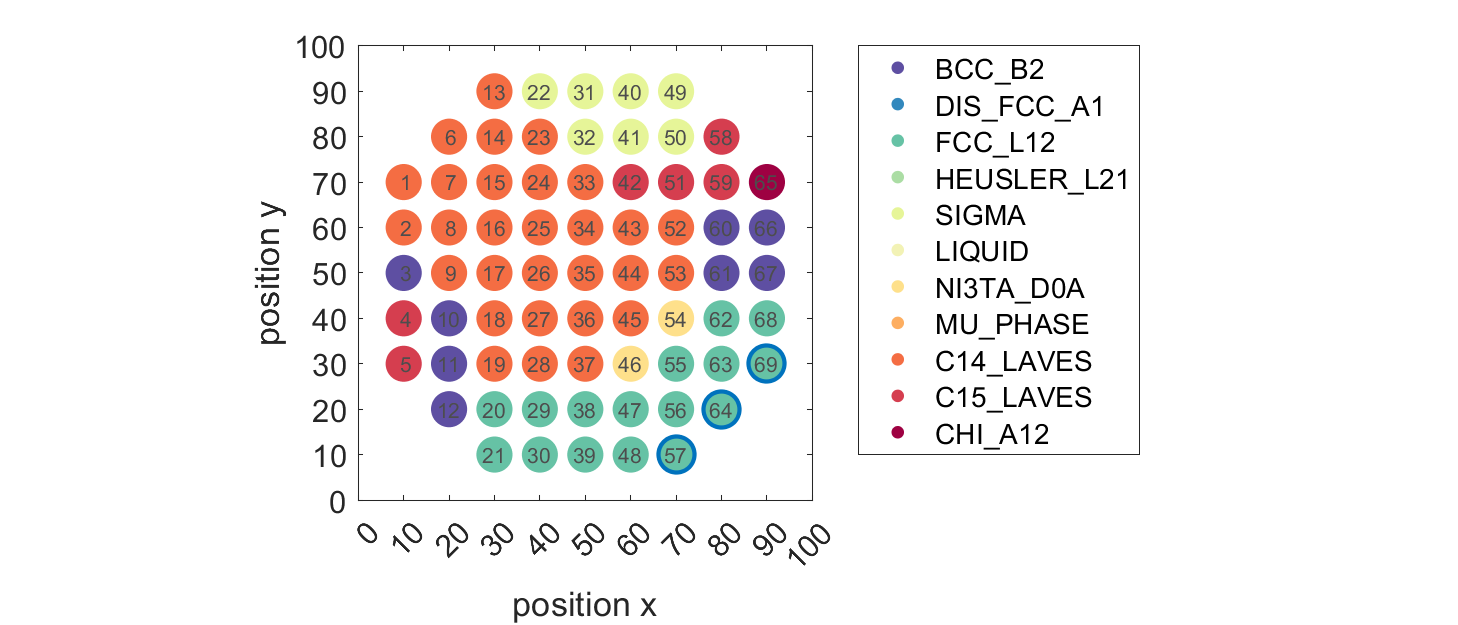 100
90
80
70
60
50
40
30
20
10
0
0 10 20 30 40 50 60 70 80 90 100
position x
position y
13 22 31 40 49
6 14 23 32 41 50 58
1 7 15 24 33 42 51 59 65
2 8 16 25 34 43 52 60 66
3 9 17 26 35 44 53 61 67
4 10 18 27 36 45 54 62 68
5 11 19 28 37 46 55 63 69
12 20 29 38 47 56 64
21 30 39 48 57
BCC_B2
DIS_FCC_A1
FCC_L12
HEUSLER_L21
SIGMA
LIQUID
NI3TA_D0A
MU_PHASE
C14_LAVES
C15_LAVES
CHI_A12